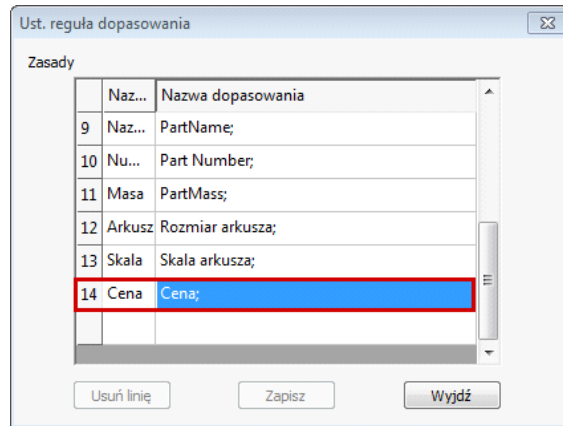 Ust. reguła dopasowania
Zasady
Naz... Nazwa dopasowania
9 Naz... PartName;
10 Nu... Part Number;
11 Masa PartMass;
12 Arkusz Rozmiar arkusza;
13 Skala Skala arkusza;
14 Cena Cena;
Usuń linię Zapisz Wyjdź